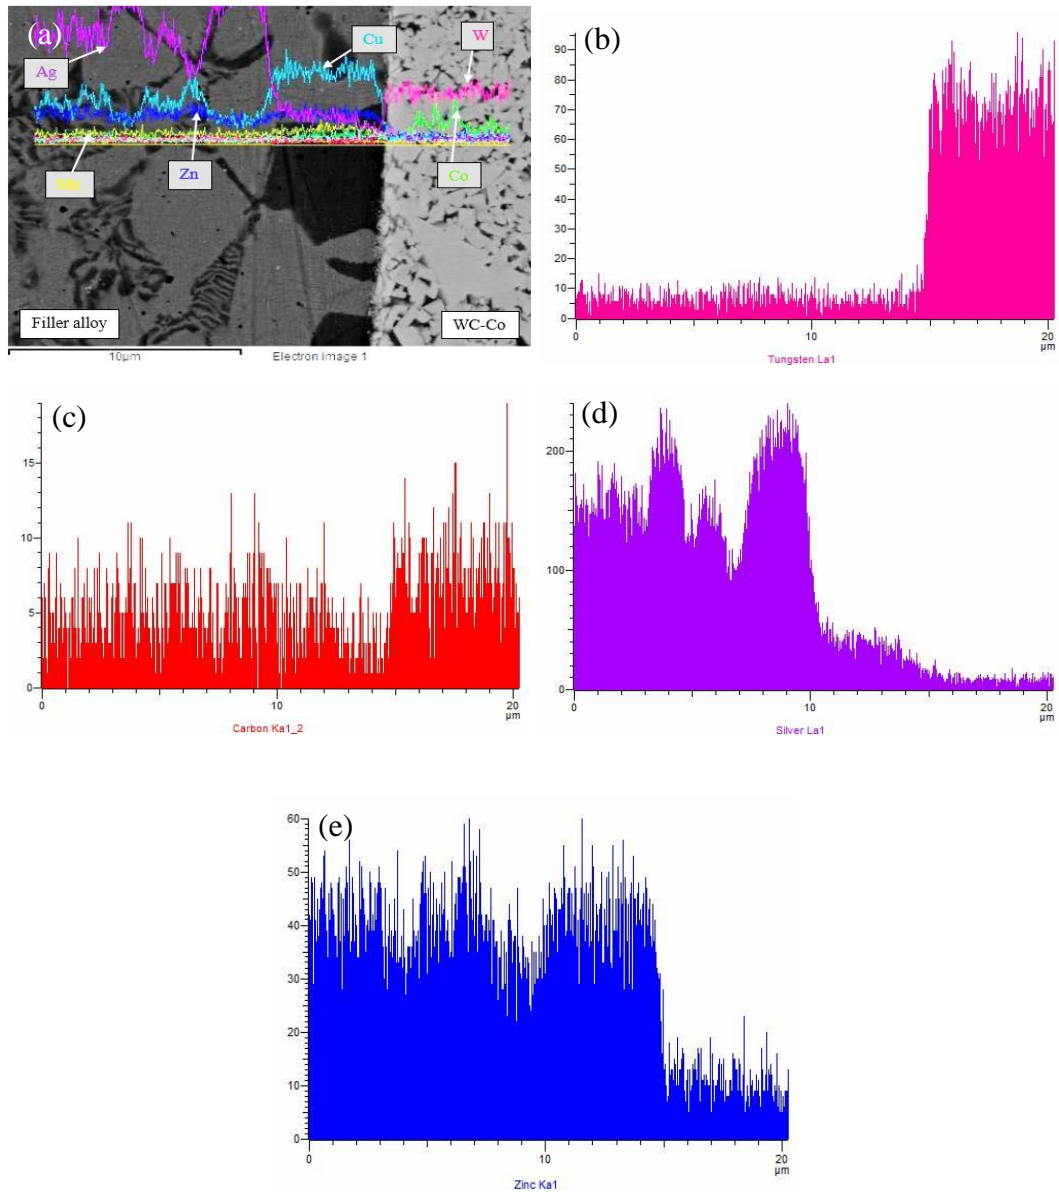 (a)
Cu
W
Ag
Mn
Zn
Co
Filler alloy
WC-Co
10µm
Electron Image 1
(b)
90
80
70
60
50
40
30
20
10
0
0
10
20
µm
Tungsten La1
(c)
15
10
5
0
0
10
20
µm
Carbon Ka1_2
(d)
200
100
0
0
10
20
µm
Silver La1
(e)
60
50
40
30
20
10
0
0
10
20
µm
Zinc Ka1